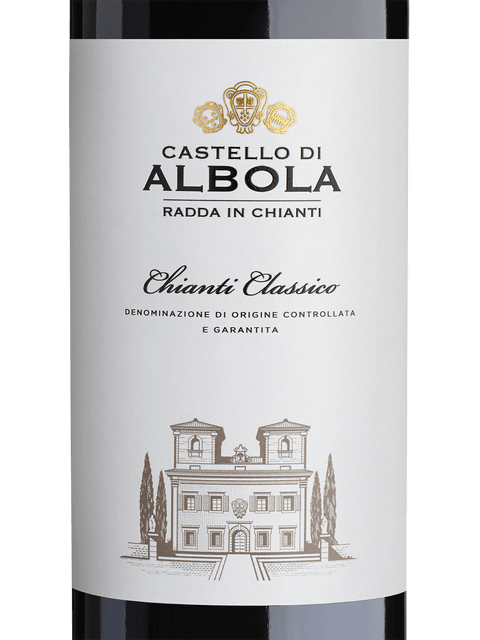 CASTELLO DI
ALBOLA
RADDA IN CHIANTI
Chianti Classico
DENOMINAZIONE DI ORIGINE CONTROLLATA
E GARANTITA